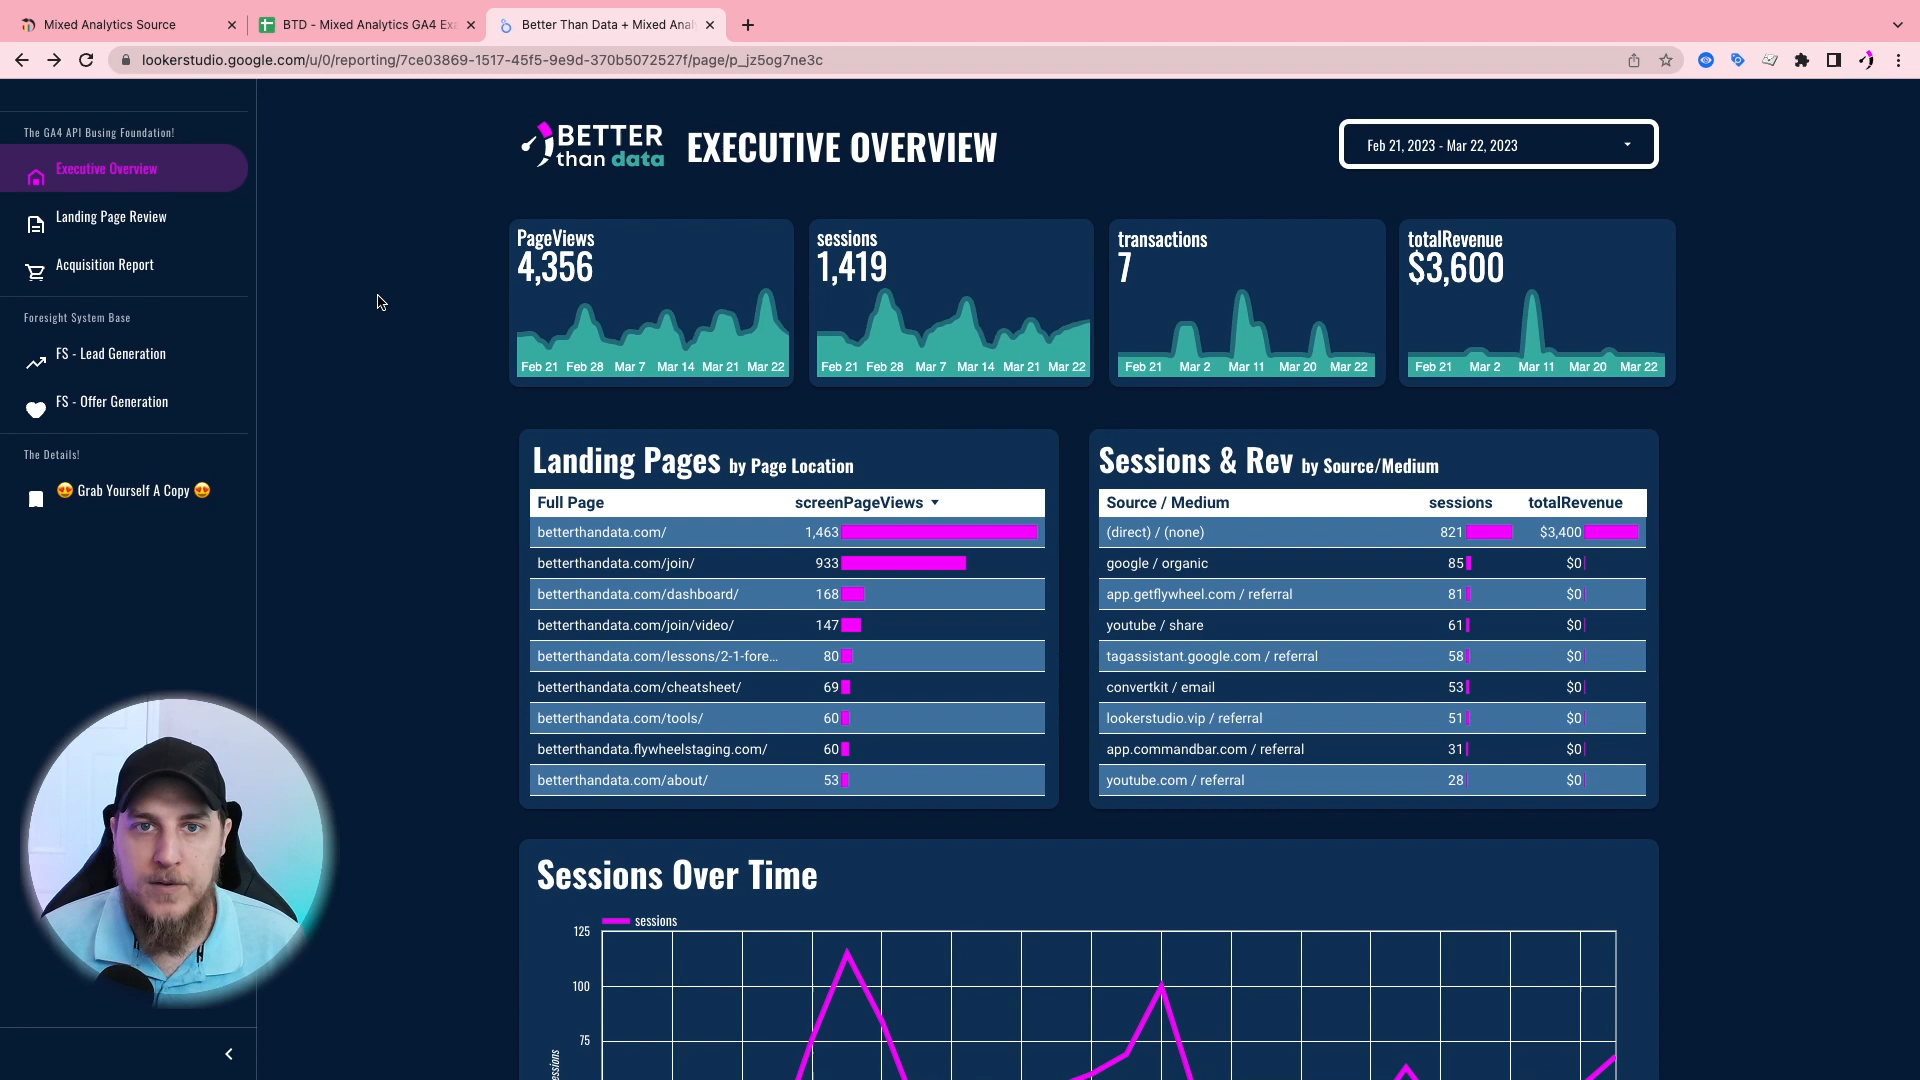 Mixed Analytics Source
BTD - Mixed Analytics GA4 Exa
Better Than Data + Mixed Anal
lookerstudio.google.com/u/0/reporting/7ce03869-1517-45f5-9e9d-370b5072527f/page/p_jz5og7ne3c
The GA4 API Busing Foundation!
Executive Overview
Landing Page Review
Acquisition Report
Foresight System Base
FS - Lead Generation
FS - Offer Generation
The Details!
😍 Grab Yourself A Copy 😍
BETTER
than data
EXECUTIVE OVERVIEW
Feb 21, 2023 - Mar 22, 2023
PageViews
4,356
Feb 21 Feb 28 Mar 7 Mar 14 Mar 21 Mar 22
sessions
1,419
Feb 21 Feb 28 Mar 7 Mar 14 Mar 21 Mar 22
transactions
7
Feb 21 Mar 2 Mar 11 Mar 20 Mar 22
totalRevenue
$3,600
Feb 21 Mar 2 Mar 11 Mar 20 Mar 22
Landing Pages by Page Location
Full Page screenPageViews
betterthandata.com/ 1,463
betterthandata.com/join/ 933
betterthandata.com/dashboard/ 168
betterthandata.com/join/video/ 147
betterthandata.com/lessons/2-1-fore... 80
betterthandata.com/cheatsheet/ 69
betterthandata.com/tools/ 60
betterthandata.flywheelstaging.com/ 60
betterthandata.com/about/ 53
Sessions & Rev by Source/Medium
Source / Medium sessions totalRevenue
(direct) / (none) 821 $3,400
google / organic 85 $0
app.getflywheel.com / referral 81 $0
youtube / share 61 $0
tagassistant.google.com / referral 58 $0
convertkit / email 53 $0
lookerstudio.vip / referral 51 $0
app.commandbar.com / referral 31 $0
youtube.com / referral 28 $0
Sessions Over Time
sessions
125
100
75
essions